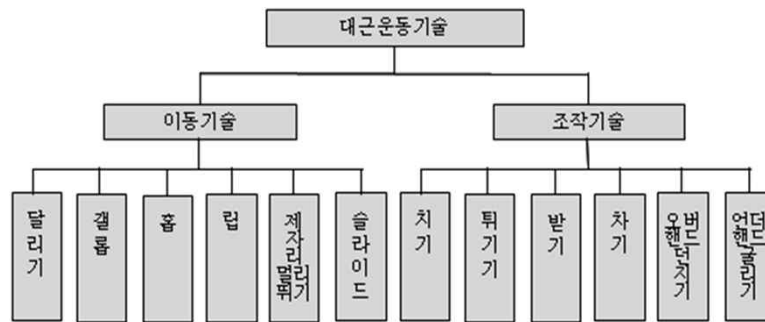 대근운동기술
이동기술
조작기술
달리기
갤롭
홉
립
제자리멀리뛰기
슬라이드
치기
튀기기
받기
차기
오버핸드던지기
언더핸드굴리기